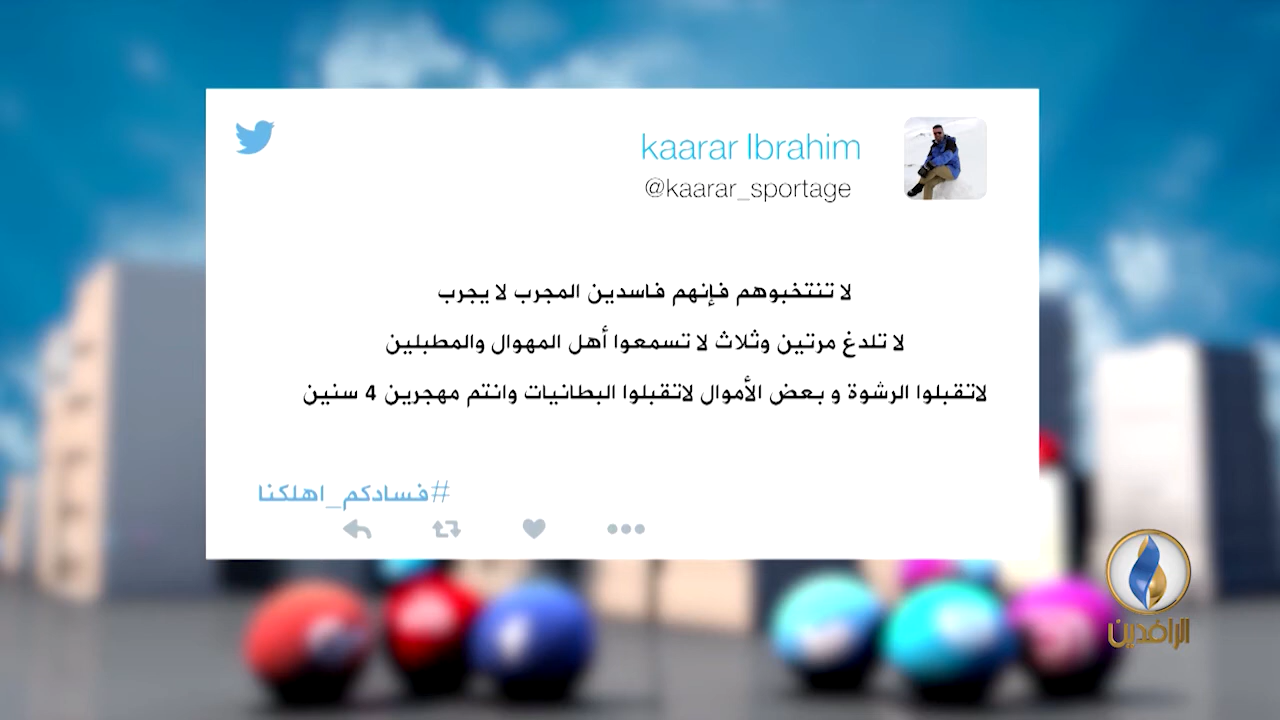 kaarar Ibrahim
@kaarar_sportage
لا تنتخبوهم فإنهم فاسدين المجرب لا يجرب
لا تلدغ مرتين وثلاث لا تسمعوا أهل المهوال والمطبلين
لاتقبلوا الرشوة و بعض الأموال لاتقبلوا البطانيات وانتم مهجرين 4 سنين
#فسادكم_اهلكنا
الرافدين